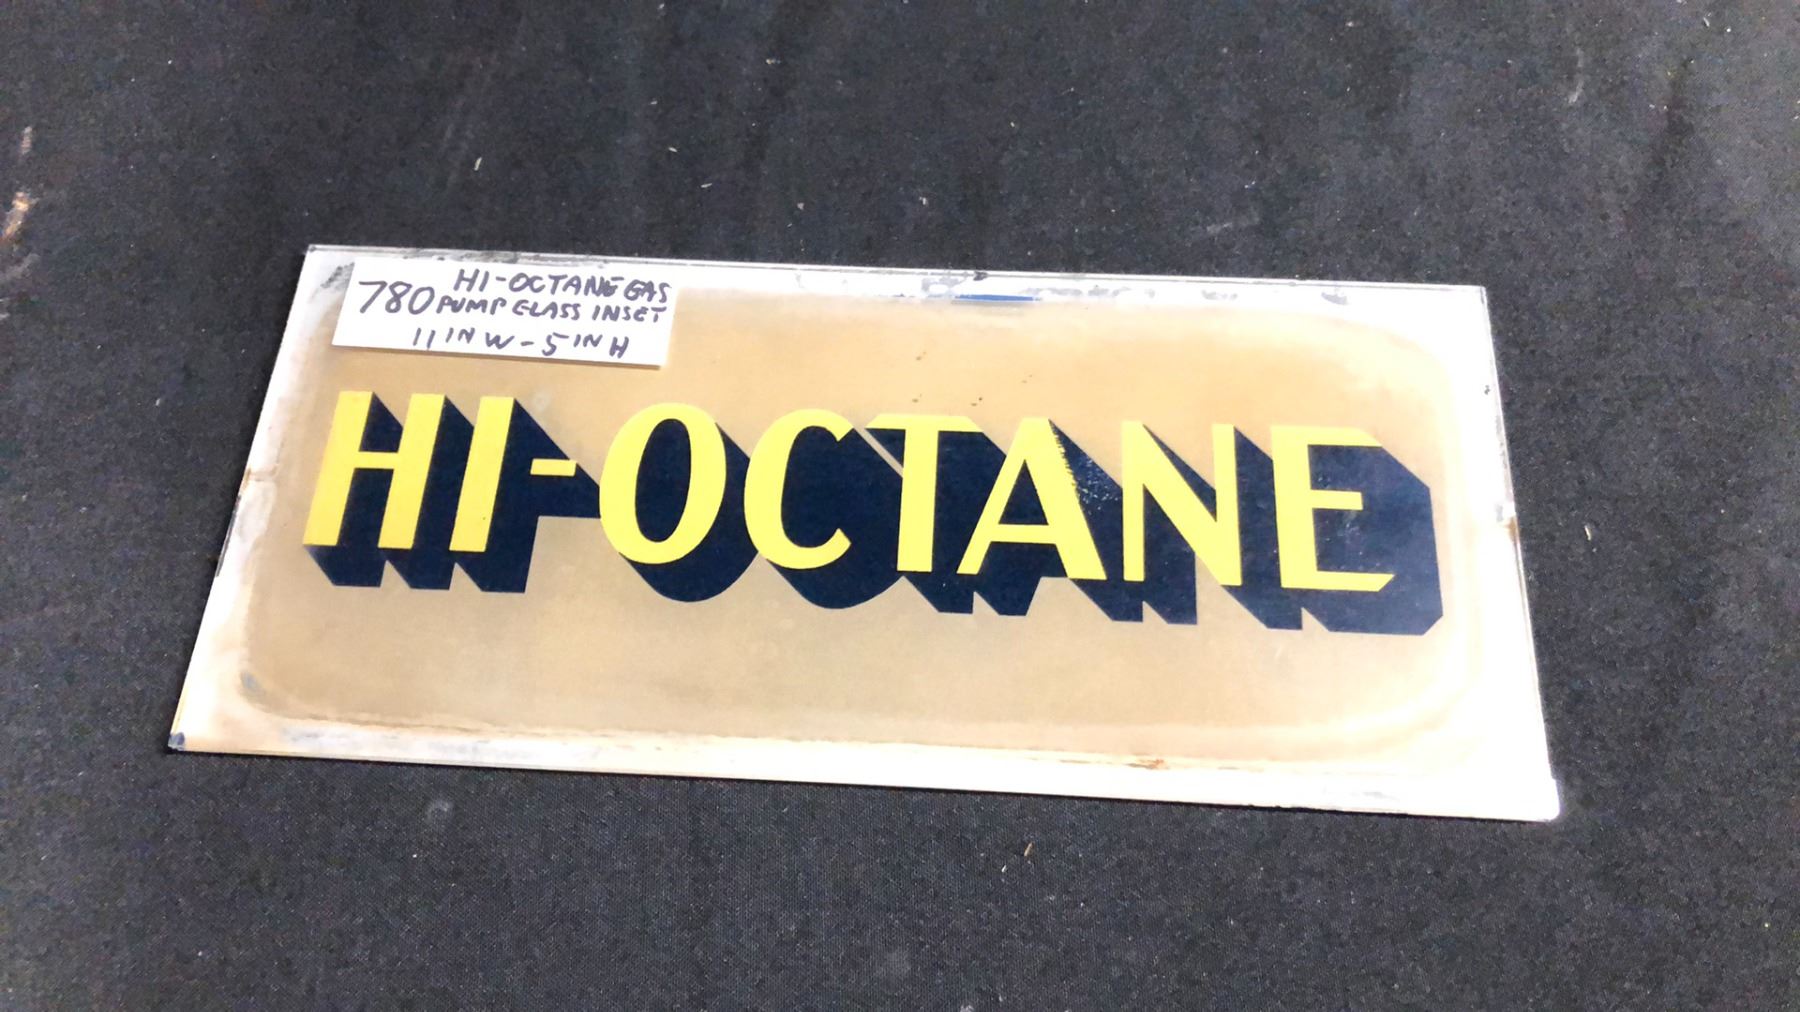 HI-OCTANE GAS
780 PUMP GLASS INSET
11 IN W - 5 IN H
HI-OCTANE